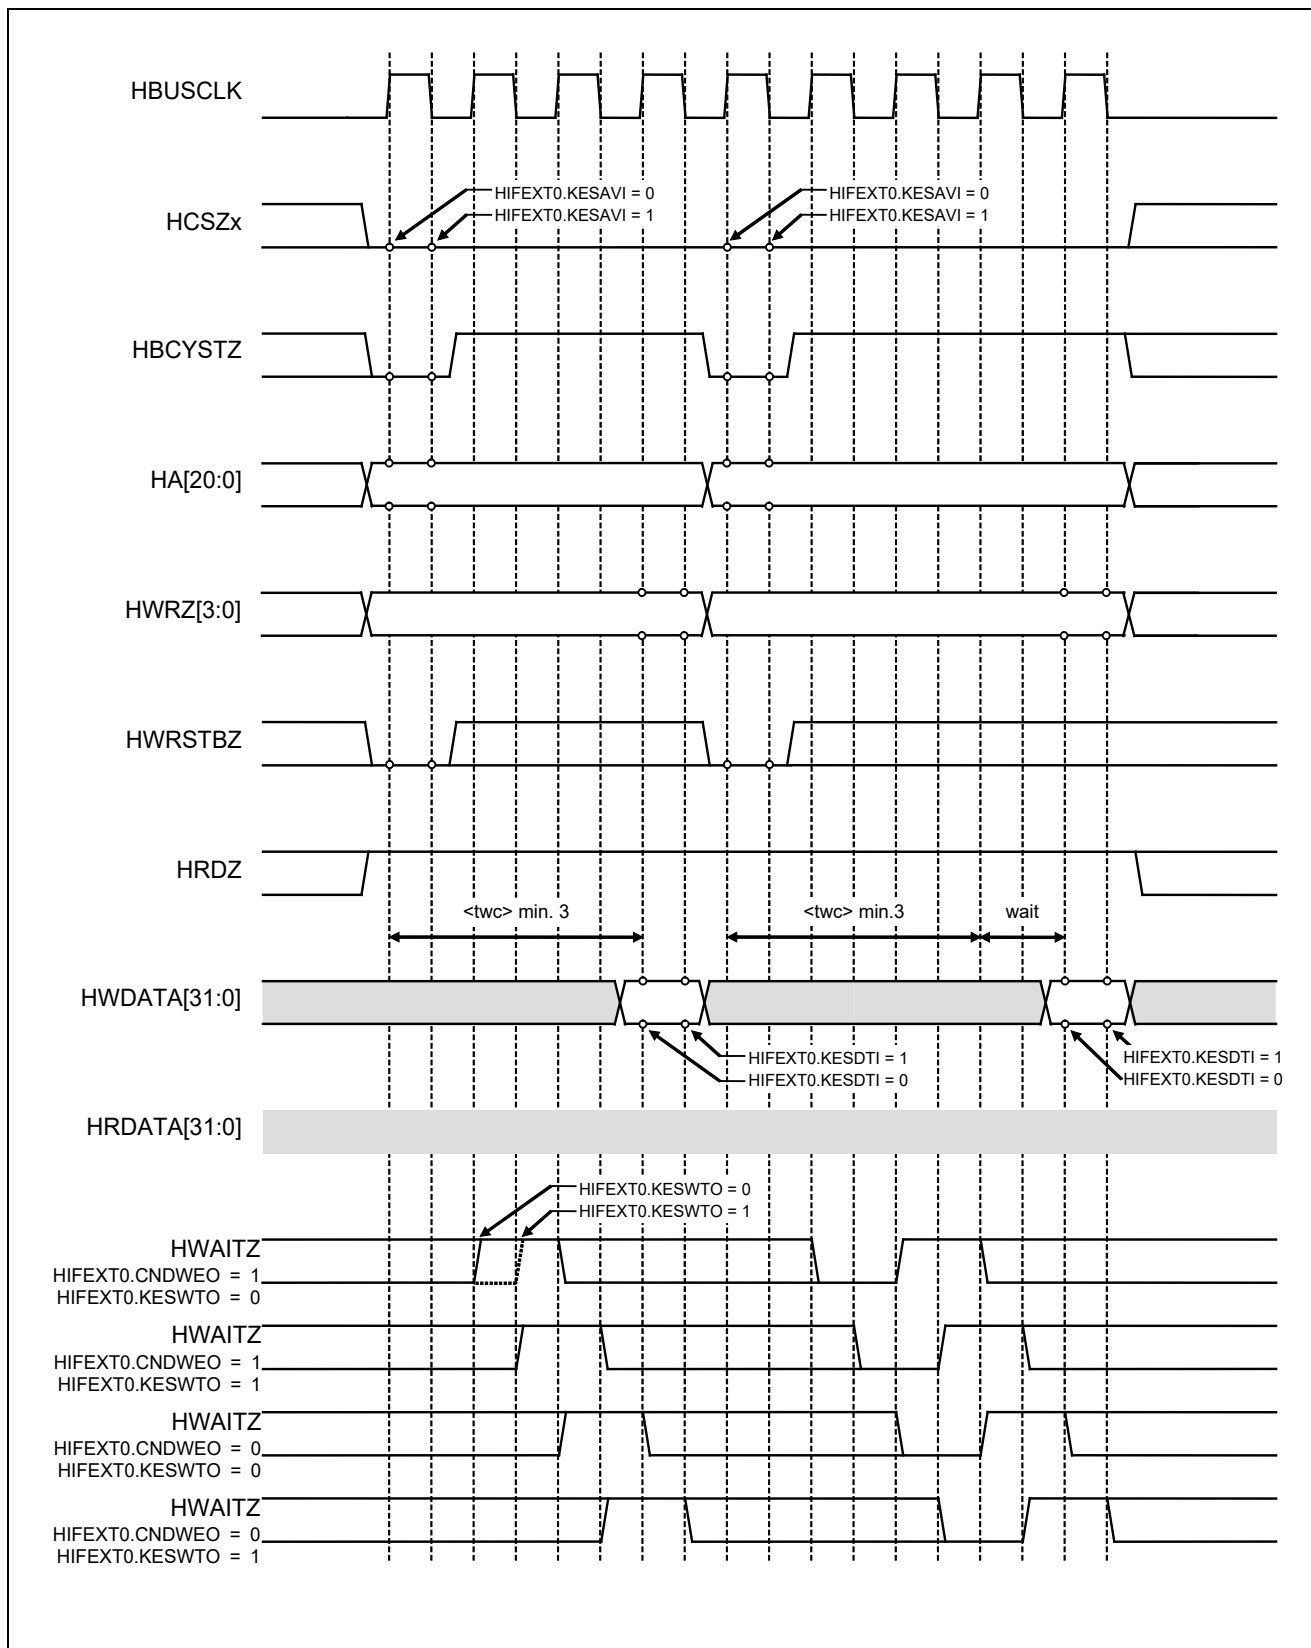 HBUSCLK
HIFEXT0.KESAVI = 0
HIFEXT0.KESAVI = 1
HIFEXT0.KESAVI = 0
HIFEXT0.KESAVI = 1
HCSZx
HBCYSTZ
HA[20:0]
HWRZ[3:0]
HWRSTBZ
HRDZ
<twc> min. 3
<twc> min.3
wait
HWDATA[31:0]
HIFEXT0.KESDTI = 1
HIFEXT0.KESDTI = 0
HIFEXT0.KESDTI = 1
HIFEXT0.KESDTI = 0
HRDATA[31:0]
HIFEXT0.KESWTO = 0
HIFEXT0.KESWTO = 1
HWAITZ
HIFEXT0.CNDWEO = 1
HIFEXT0.KESWTO = 0
HWAITZ
HIFEXT0.CNDWEO = 1
HIFEXT0.KESWTO = 1
HWAITZ
HIFEXT0.CNDWEO = 0
HIFEXT0.KESWTO = 0
HWAITZ
HIFEXT0.CNDWEO = 0
HIFEXT0.KESWTO = 1